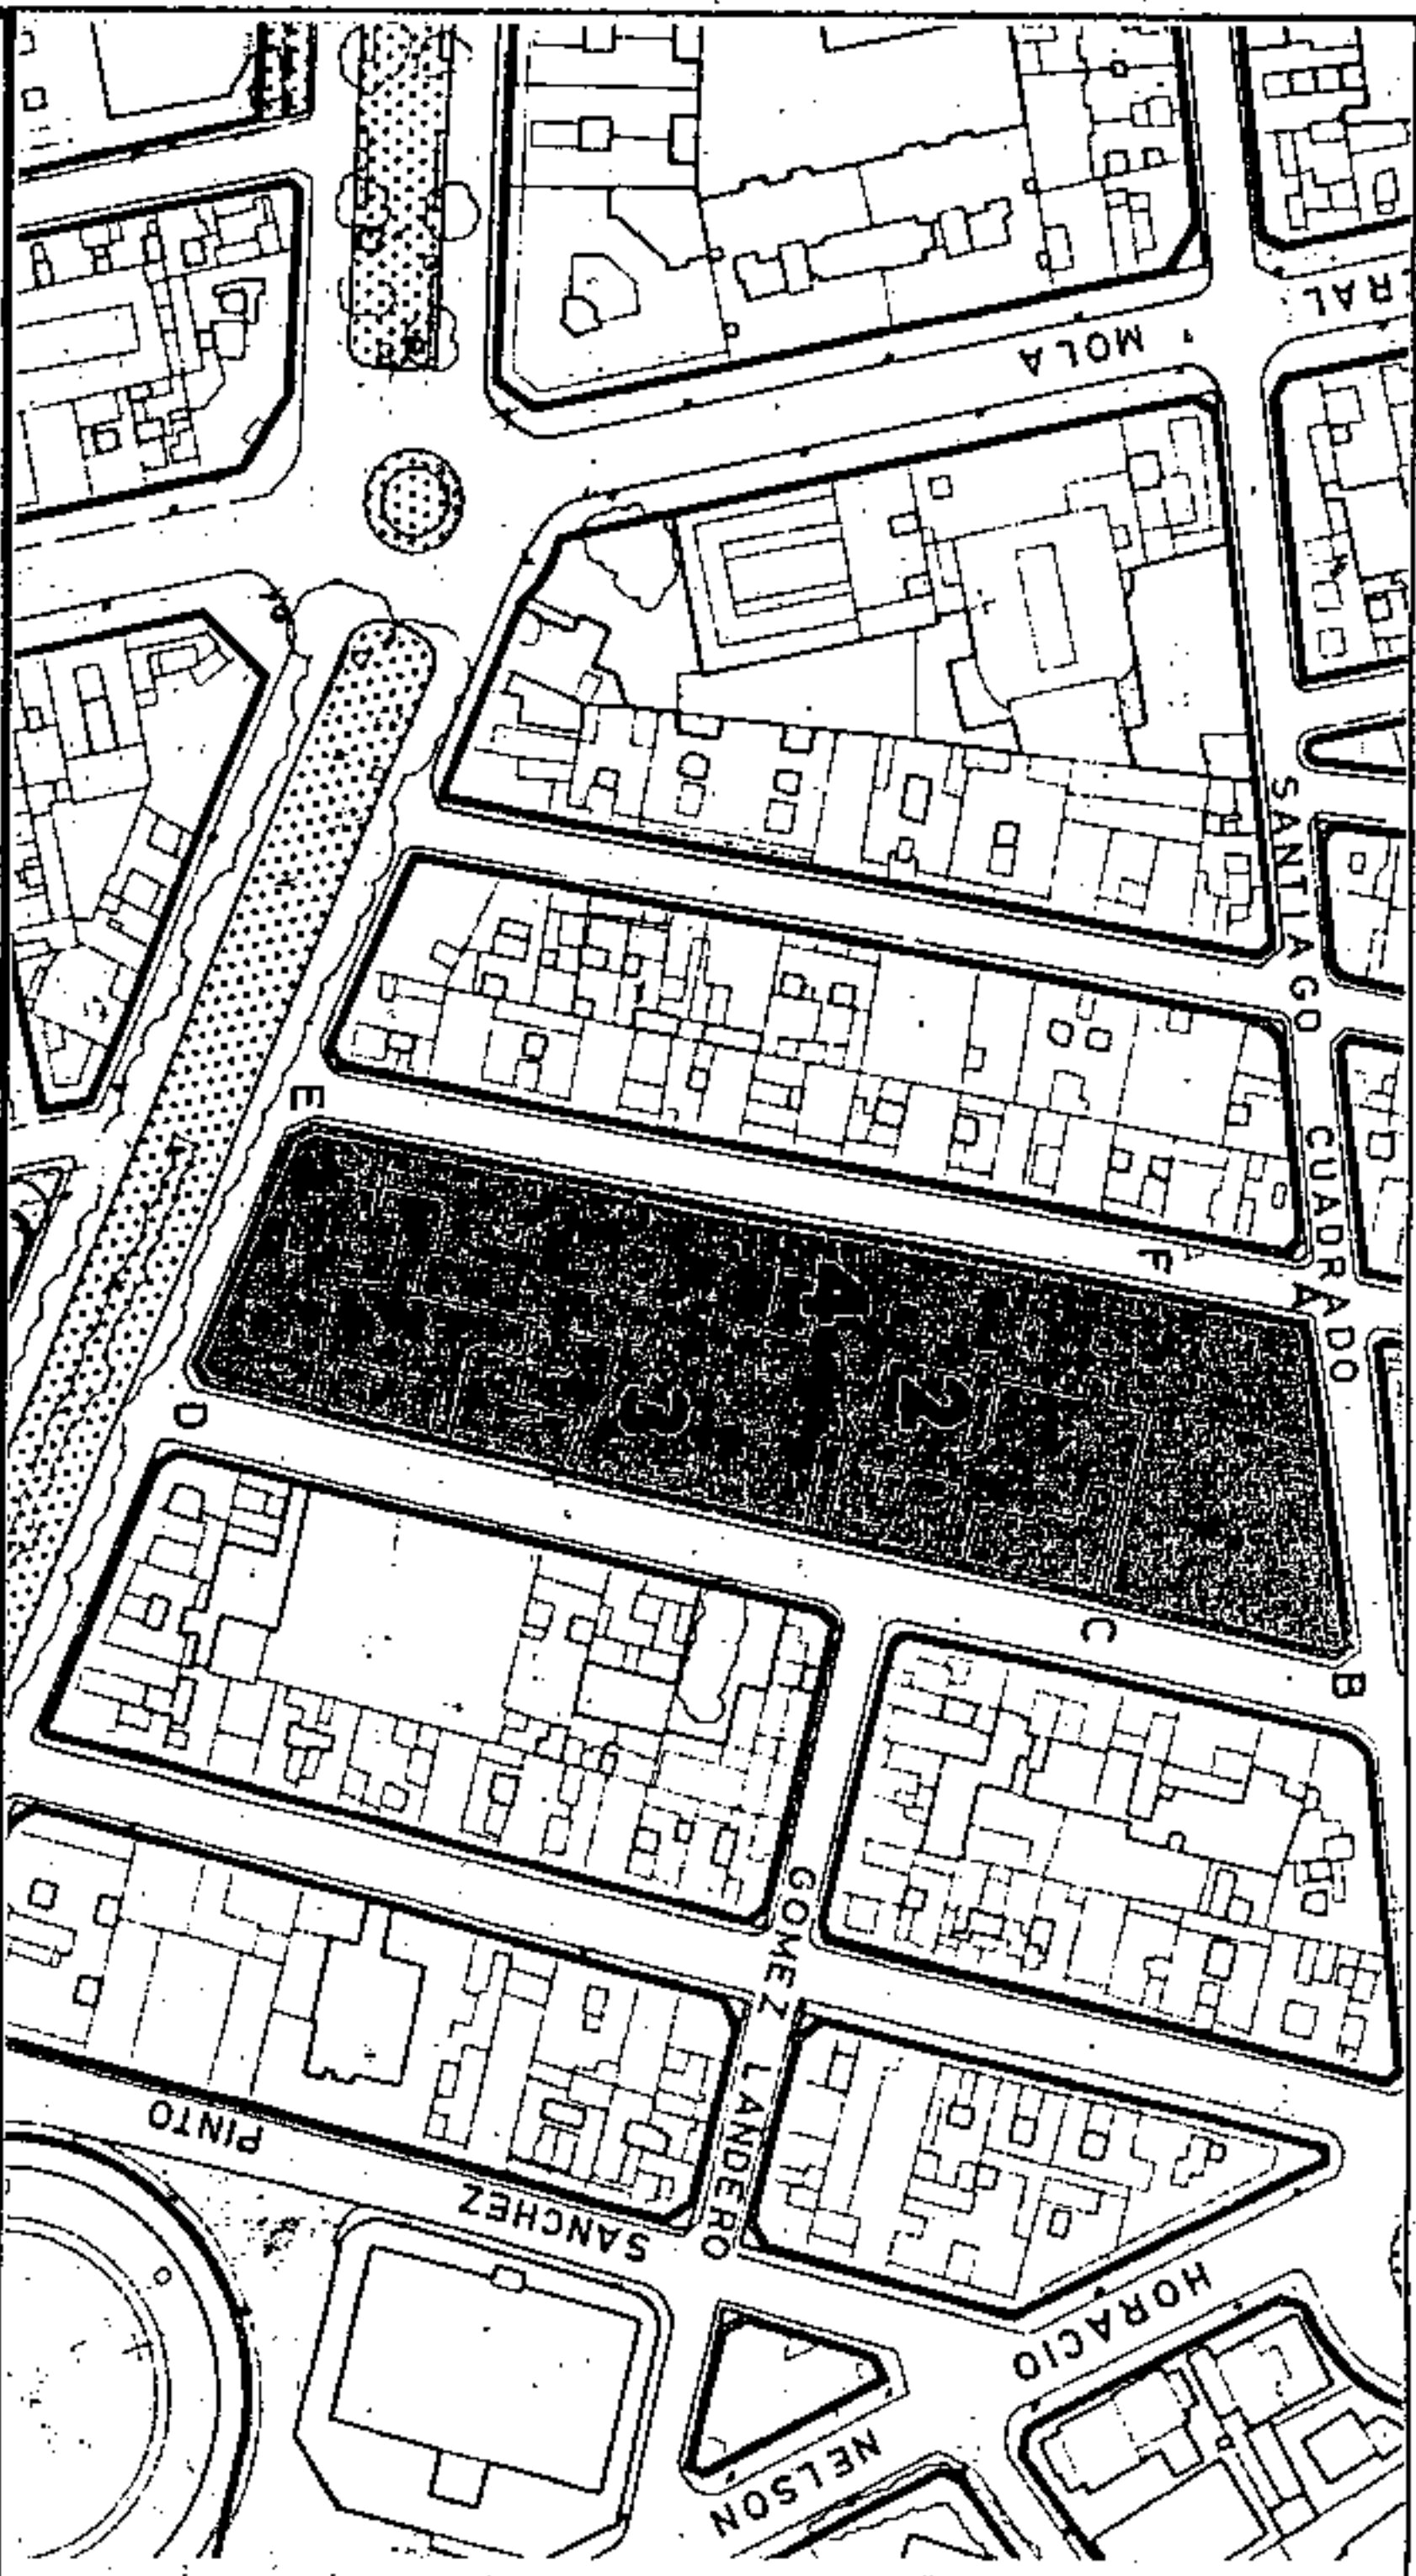 RAL
MOLA
SANTIAGO CUADRADO
E
F
A
4
2
3
D
C
B
GOMEZ LANDERO
PINTO
SANCHEZ
HORACIO
NELSON